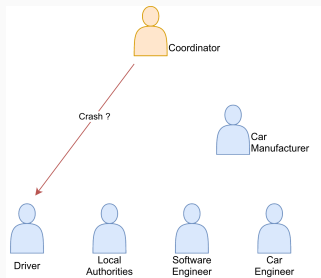 Coordinator
Crash ?
Car
Manufacturer
Driver
Local
Authorities
Software
Engineer
Car
Engineer